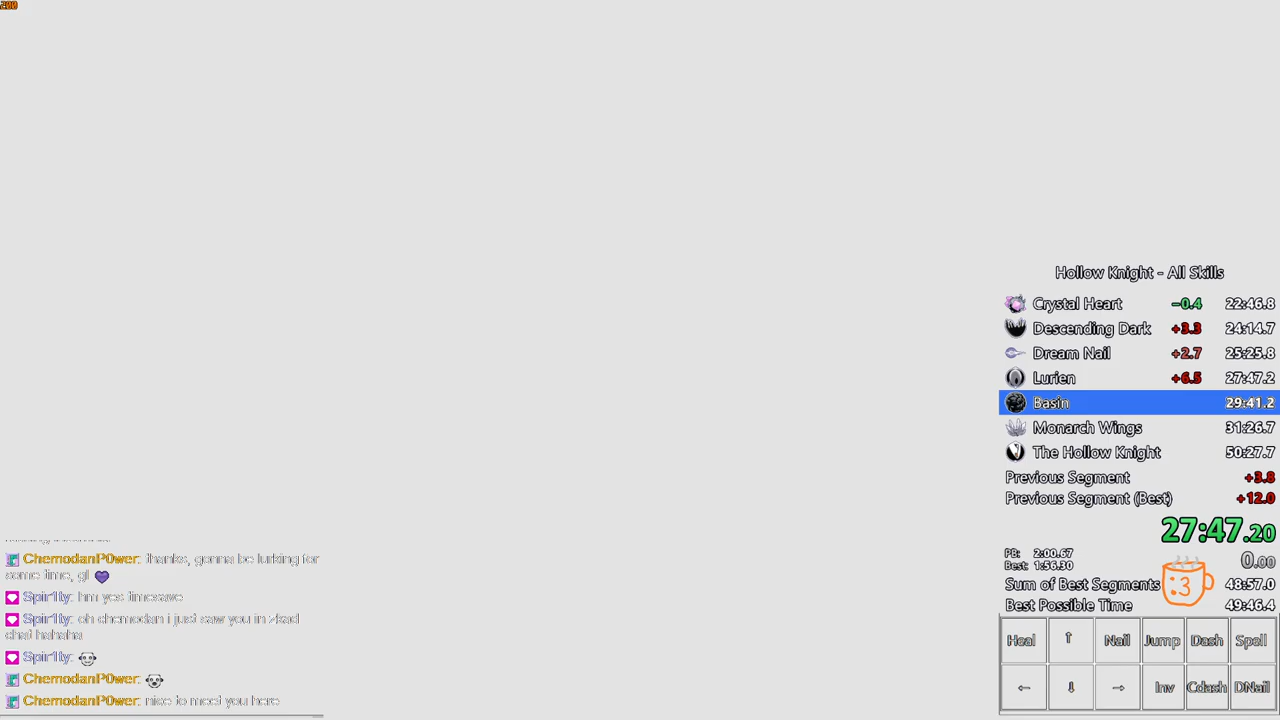 200
Hollow Knight - All Skills
Crystal Heart -0.4 22:46.8
Descending Dark +3.3 24:14.7
Dream Nail +2.7 25:25.8
Lurien +6.5 27:47.2
Basin 29:41.2
Monarch Wings 31:26.7
The Hollow Knight 50:27.7
Previous Segment +3.8
Previous Segment (Best) +12.0
27:47.20
PB: 2:00.67 0.00
Best: 1:56.30
Sum of Best Segments 48:57.0
Best Possible Time 49:46.4
Heal ↑ Nail Jump Dash Spell
← ↓ → Inv Cdash DNail
ChemodanP0wer: thanks, gonna be lurking for
some time, gl
Spir1ly: hm yes timesave
Spir1ly: oh chemodan i just saw you in zkad
chat hahaha
Spir1ly:
ChemodanP0wer:
ChemodanP0wer: nice to meet you here